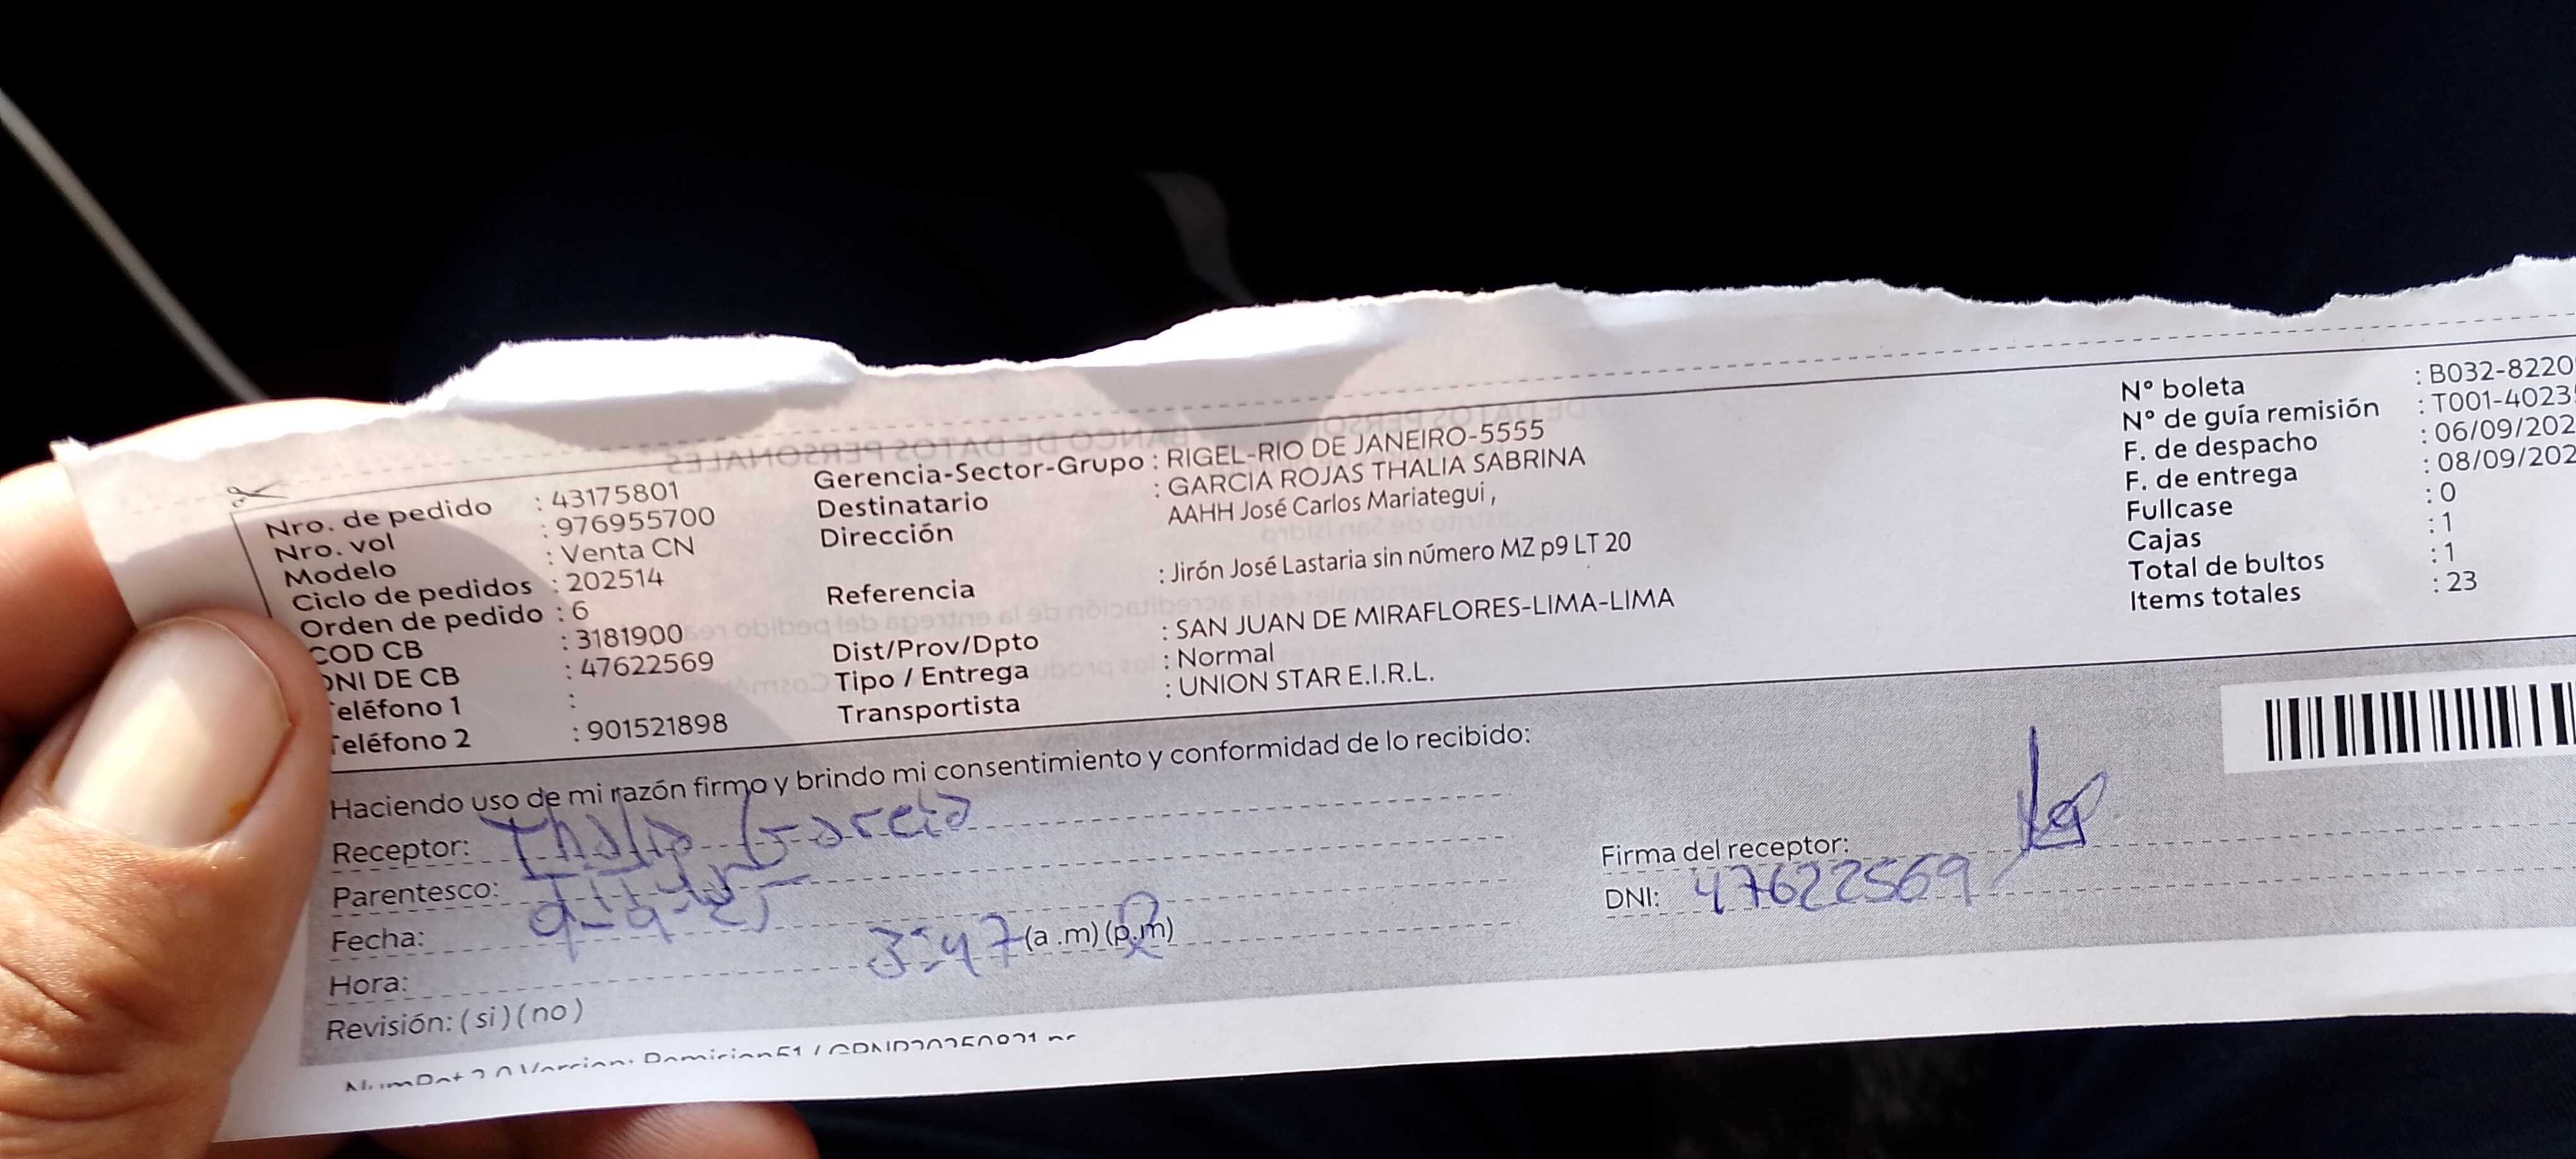 Nro. de pedido : 43175801
Nro. vol : 976955700
Modelo : Venta CN
Ciclo de pedidos : 202514
Orden de pedido : 6
COD CB : 3181900
DNI DE CB : 47622569
Teléfono 1 :
Teléfono 2 : 901521898
Gerencia-Sector-Grupo : RIGEL-RIO DE JANEIRO-5555
Destinatario : GARCIA ROJAS THALIA SABRINA
Dirección AAHH José Carlos Mariategui ,
Referencia : Jirón José Lastaria sin número MZ p9 LT 20
Dist/Prov/Dpto : SAN JUAN DE MIRAFLORES-LIMA-LIMA
Tipo / Entrega : Normal
Transportista : UNION STAR E.I.R.L.
Nº boleta : B032-8220
Nº de guía remisión : T001-4023
F. de despacho : 06/09/202
F. de entrega : 08/09/202
Fullcase : 0
Cajas : 1
Total de bultos : 1
Items totales : 23
Haciendo uso de mi razón firmo y brindo mi consentimiento y conformidad de lo recibido:
Receptor: Thalia Garcia
Parentesco:
Fecha: 9-9-25
Hora: 3:47 (a .m) (p.m)
Revisión: ( si ) ( no )
Firma del receptor:
DNI: 47622569